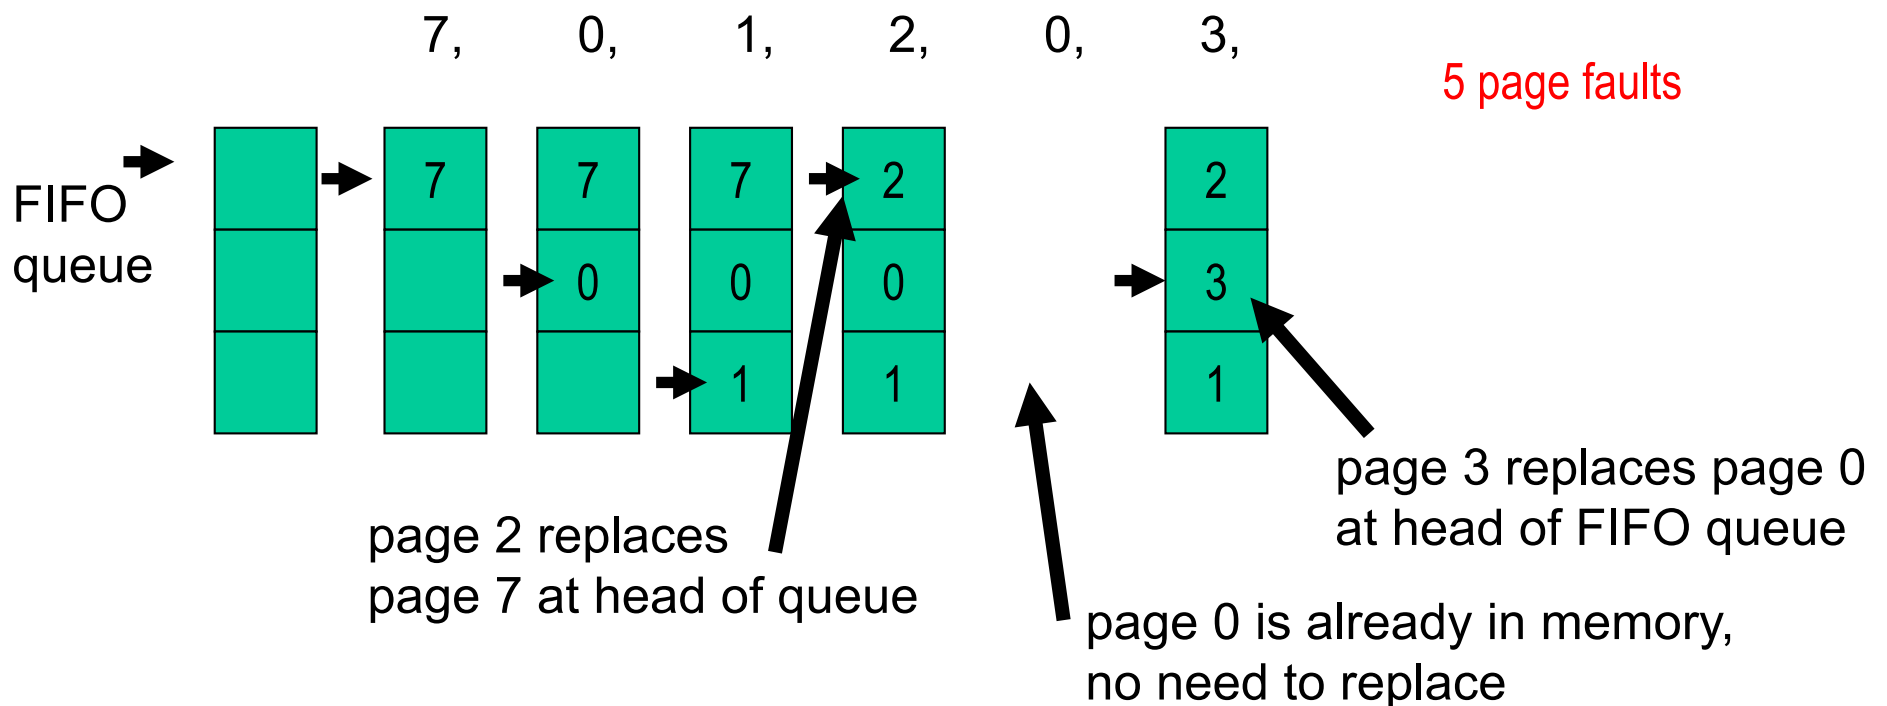 7, 0, 1, 2, 0, 3,
5 page faults
FIFO
queue
7 7 7 2 2
0 0 0 3
1 1 1
page 3 replaces page 0
at head of FIFO queue
page 2 replaces
page 7 at head of queue
page 0 is already in memory,
no need to replace